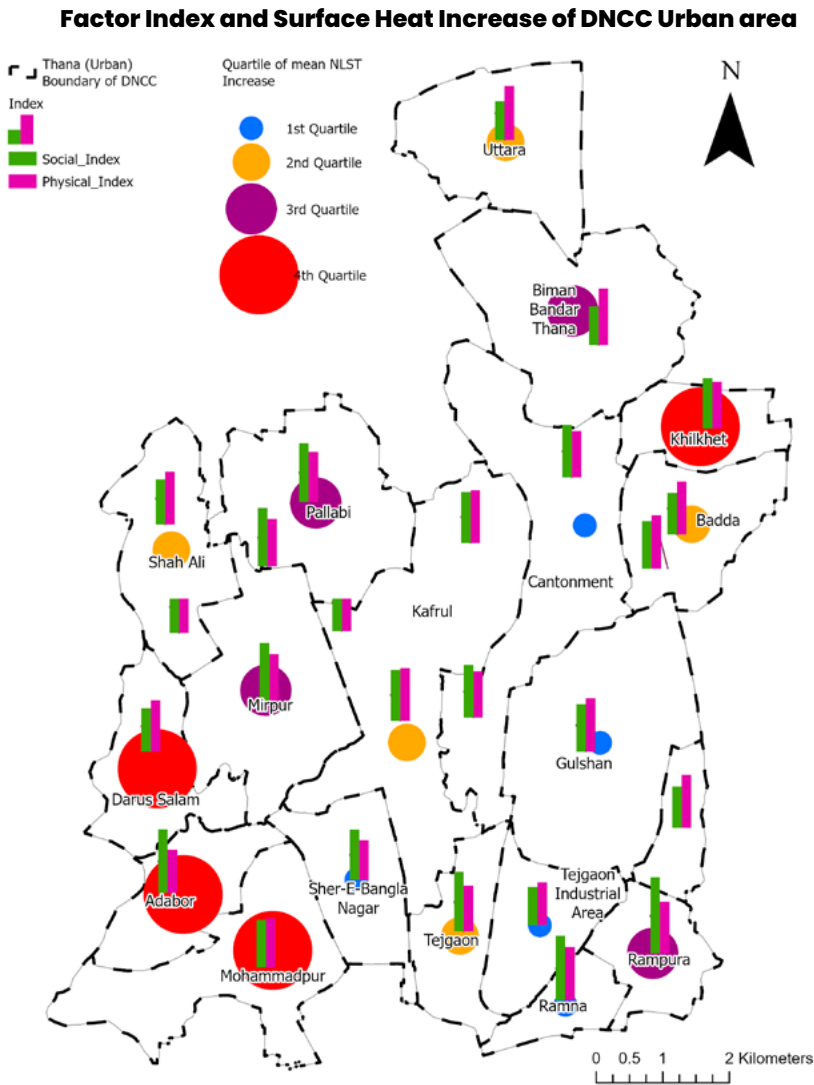 Factor Index and Surface Heat Increase of DNCC Urban area
Thana (Urban)
Boundary of DNCC
Index
Social_Index
Physical_Index
Quartile of mean NLST
Increase
1st Quartile
2nd Quartile
3rd Quartile
4th Quartile
N
Uttara
Biman
Bandar
Thana
Khilkhet
Pallabi
Badda
Shah Ali
Cantonment
Kafrul
Mirpur
Gulshan
Darus Salam
Tejgaon
Industrial
Area
Sher-E-Bangla
Nagar
Adabor
Tejgaon
Rampura
Mohammadpur
Ramna
0 0.5 1 2 Kilometers